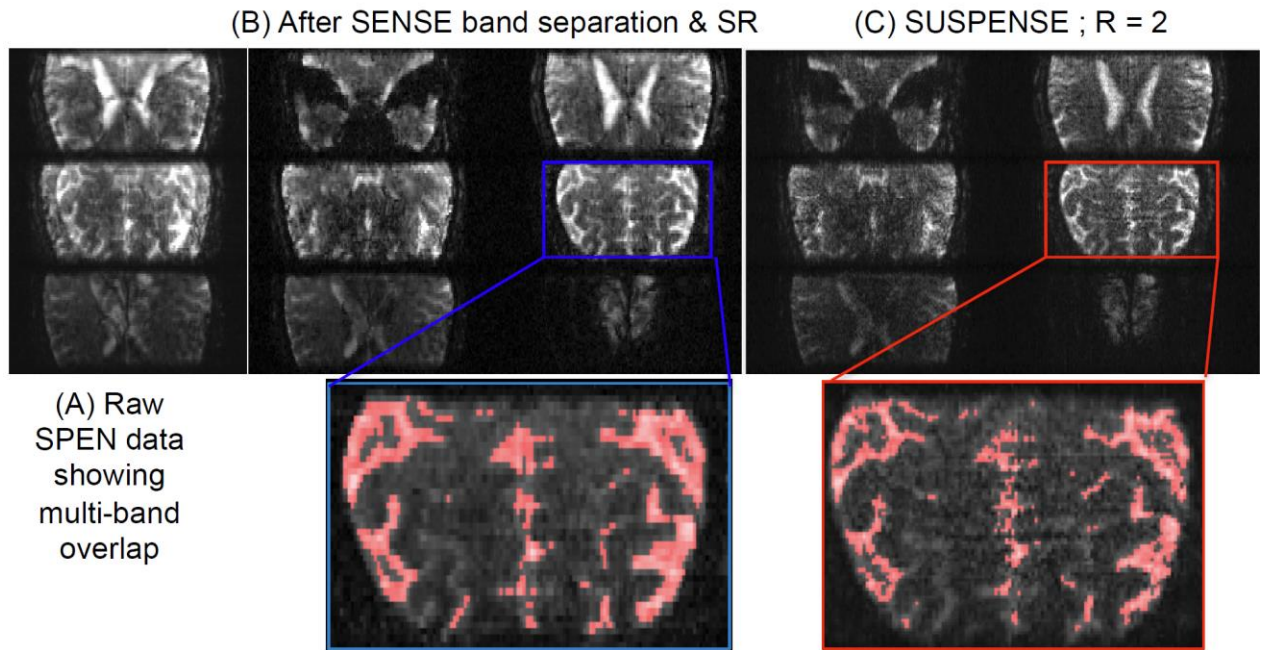 (B) After SENSE band separation & SR
(C) SUSPENSE ; R = 2
(A) Raw
SPEN data
showing
multi-band
overlap